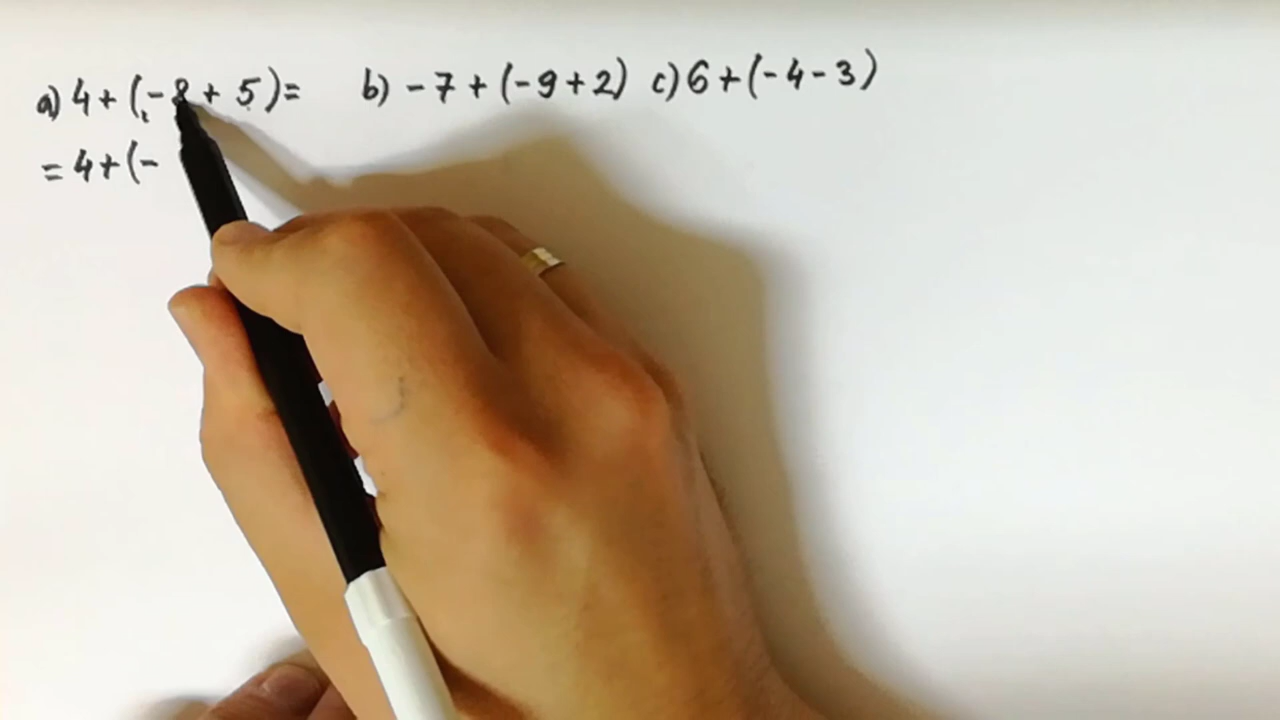 a) 4 + (-8 + 5) = b) -7 + (-9 + 2) c) 6 + (-4 - 3)
= 4 + (-